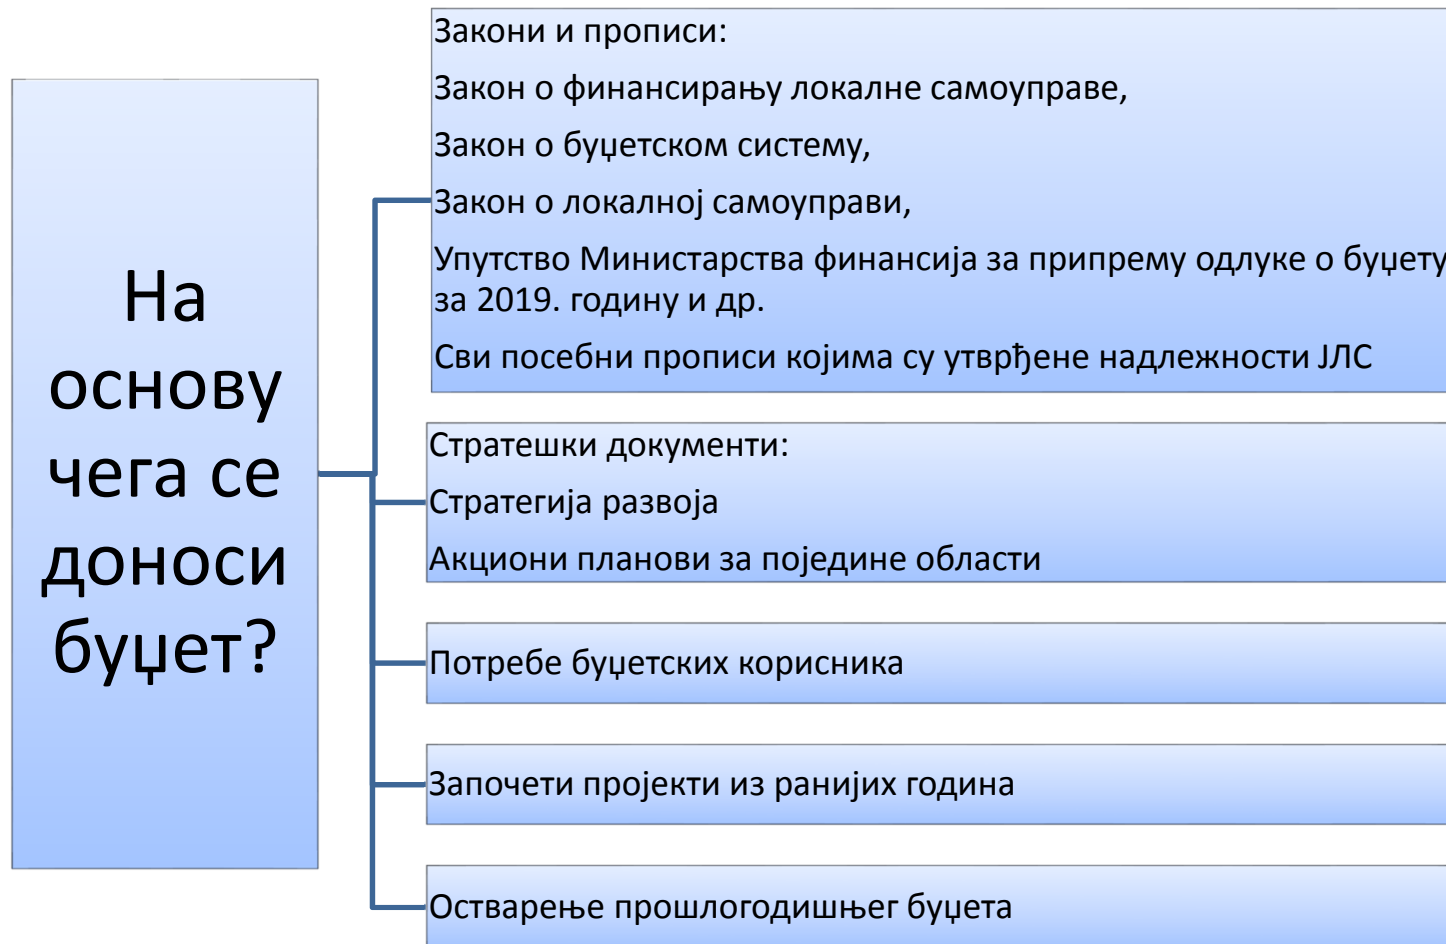 На
основу
чега се
доноси
буџет?
Закони и прописи:
Закон о финансирању локалне самоуправе,
Закон о буџетском систему,
Закон о локалној самоуправи,
Упутство Министарства финансија за припрему одлуке о буџету
за 2019. годину и др.
Сви посебни прописи којима су утврђене надлежности ЈЛС
Стратешки документи:
Стратегија развоја
Акциони планови за поједине области
Потребе буџетских корисника
Започети пројекти из ранијих година
Остварење прошлогодишњег буџета